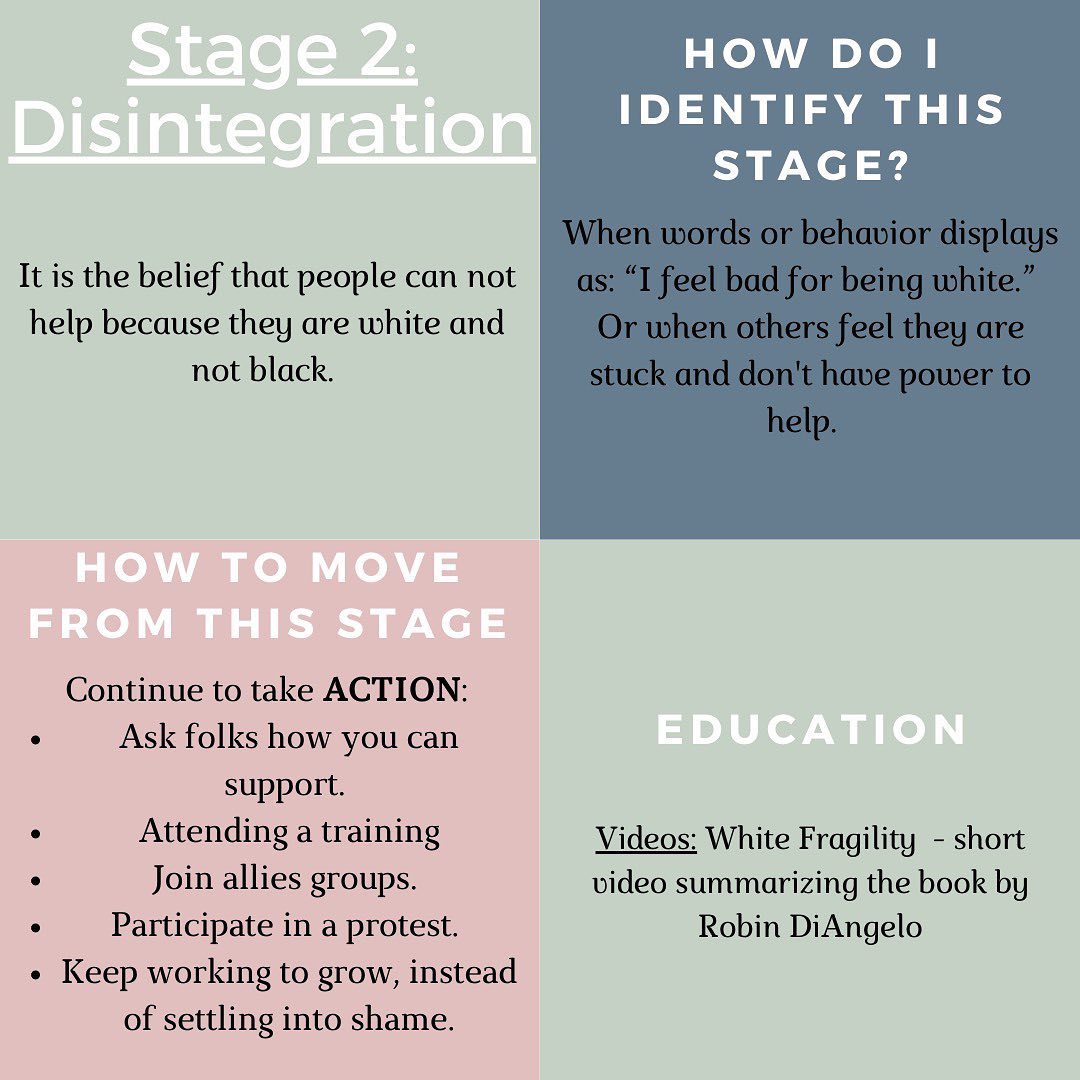 Stage 2:
Disintegration
It is the belief that people can not
help because they are white and
not black.
HOW DO I
IDENTIFY THIS
STAGE?
When words or behavior displays
as: “I feel bad for being white.”
Or when others feel they are
stuck and don't have power to
help.
HOW TO MOVE
FROM THIS STAGE
Continue to take ACTION:
• Ask folks how you can
support.
• Attending a training
• Join allies groups.
• Participate in a protest.
• Keep working to grow, instead
of settling into shame.
EDUCATION
Videos: White Fragility - short
video summarizing the book by
Robin DiAngelo